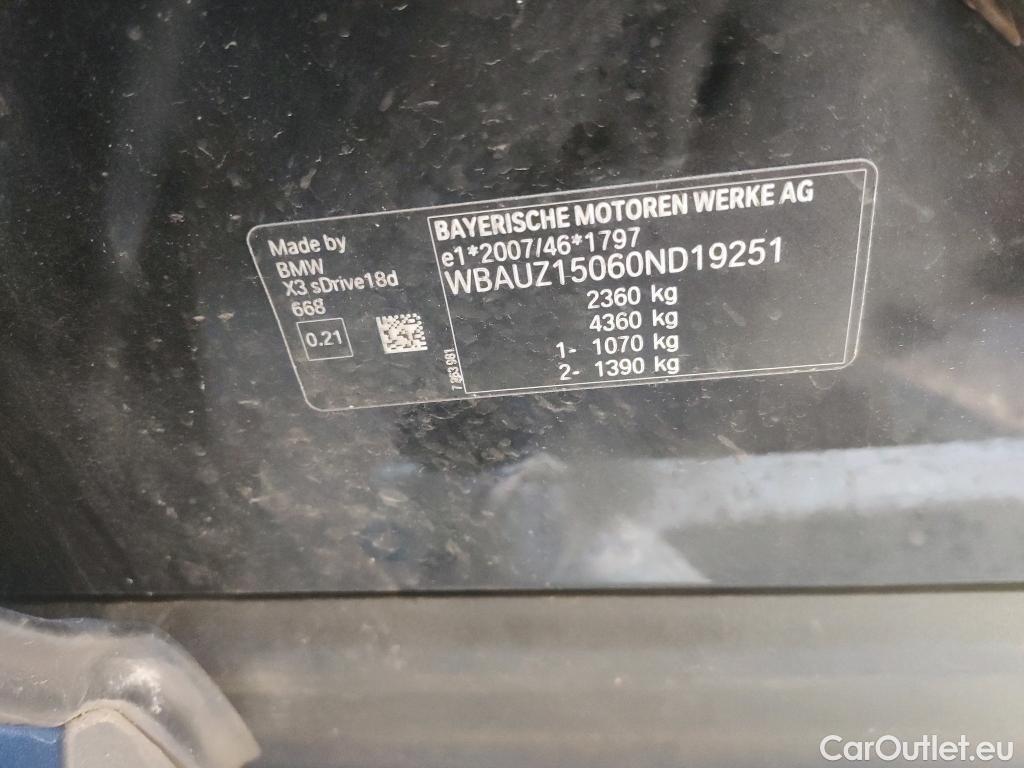 Made by
BMW
X3 sDrive18d
668
0.21
BAYERISCHE MOTOREN WERKE AG
e1*2007/46*1797
WBAUZ15060ND19251
2360 kg
4360 kg
1- 1070 kg
2- 1390 kg
CarOutlet.eu